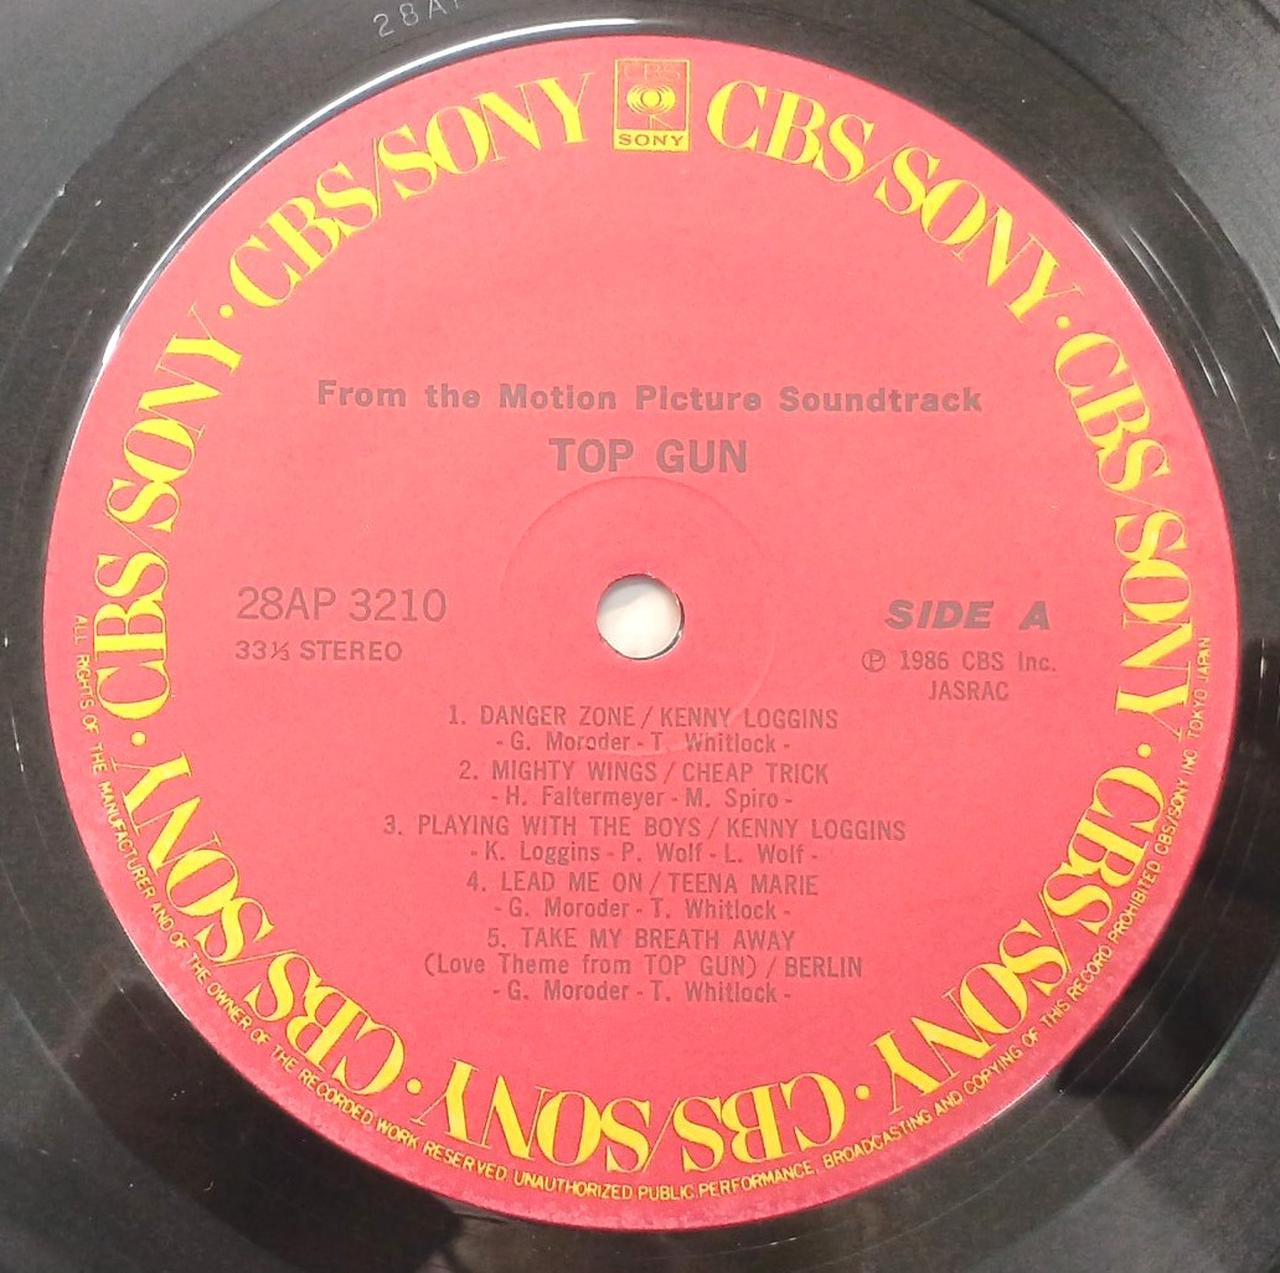 28AP
CBS
SONY
CBS/SONY · CBS/SONY · CBS/SONY · CBS/SONY · CBS/SONY · CBS/SONY · CBS/SONY
From the Motion Picture Soundtrack
TOP GUN
28AP 3210
33⅓ STEREO
SIDE A
Ⓟ 1986 CBS Inc.
JASRAC
1. DANGER ZONE / KENNY LOGGINS
- G. Moroder - T. Whitlock -
2. MIGHTY WINGS / CHEAP TRICK
- H. Faltermeyer - M. Spiro -
3. PLAYING WITH THE BOYS / KENNY LOGGINS
- K. Loggins - P. Wolf - L. Wolf -
4. LEAD ME ON / TEENA MARIE
- G. Moroder - T. Whitlock -
5. TAKE MY BREATH AWAY
(Love Theme from TOP GUN) / BERLIN
- G. Moroder - T. Whitlock -
ALL RIGHTS OF THE MANUFACTURER AND OF THE OWNER OF THE RECORDED WORK RESERVED. UNAUTHORIZED PUBLIC PERFORMANCE, BROADCASTING AND COPYING OF THIS RECORD PROHIBITED CBS/SONY INC. TOKYO JAPAN